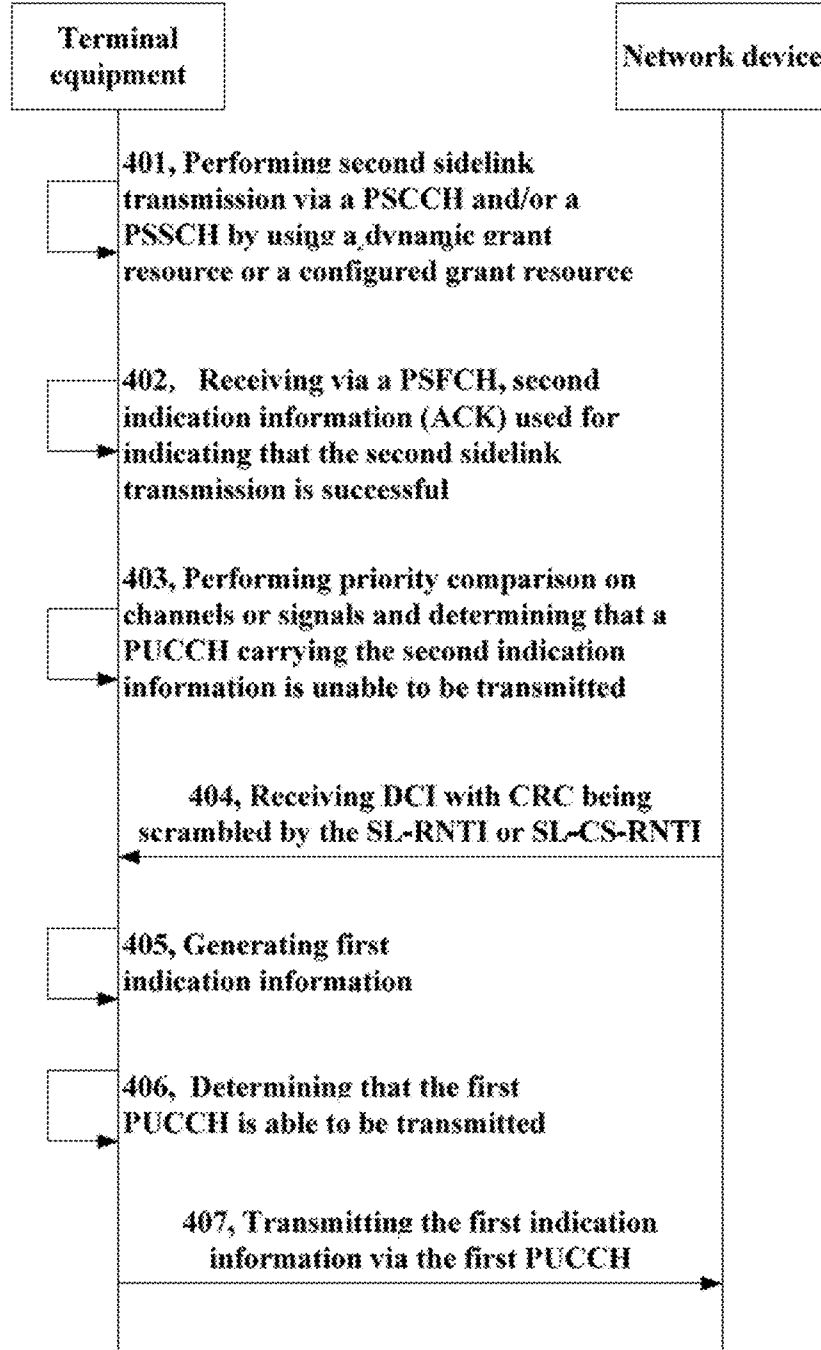 Terminal
equipment
Network device
401, Performing second sidelink
transmission via a PSCCH and/or a
PSSCH by using a dynamic grant
resource or a configured grant resource
402, Receiving via a PSFCH, second
indication information (ACK) used for
indicating that the second sidelink
transmission is successful
403, Performing priority comparison on
channels or signals and determining that a
PUCCH carrying the second indication
information is unable to be transmitted
404, Receiving DCI with CRC being
scrambled by the SL-RNTI or SL-CS-RNTI
405, Generating first
indication information
406, Determining that the first
PUCCH is able to be transmitted
407, Transmitting the first indication
information via the first PUCCH